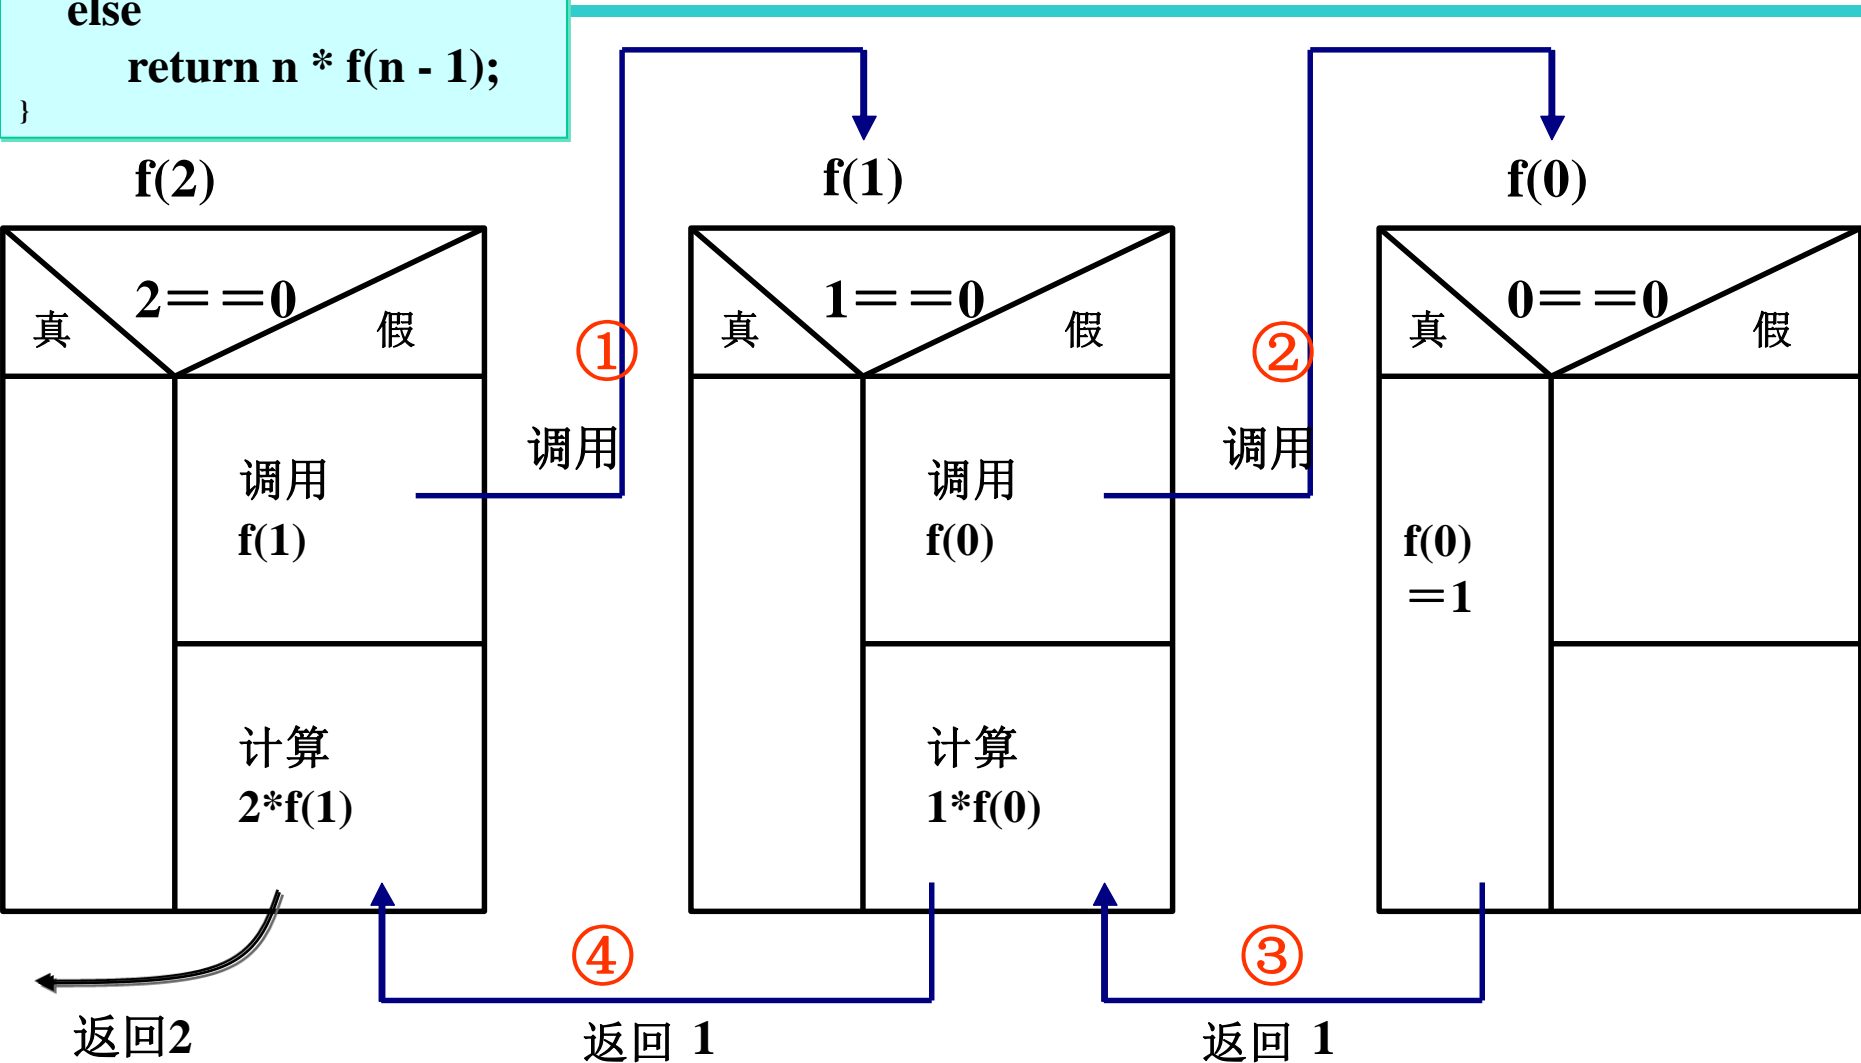 else
return n * f(n - 1);
}
f(2)
f(1)
f(0)
2＝＝0
真
假
1＝＝0
真
假
0＝＝0
真
假
①
②
调用
调用
调用
f(1)
调用
f(0)
f(0)
＝1
计算
2*f(1)
计算
1*f(0)
④
③
返回2
返回 1
返回 1